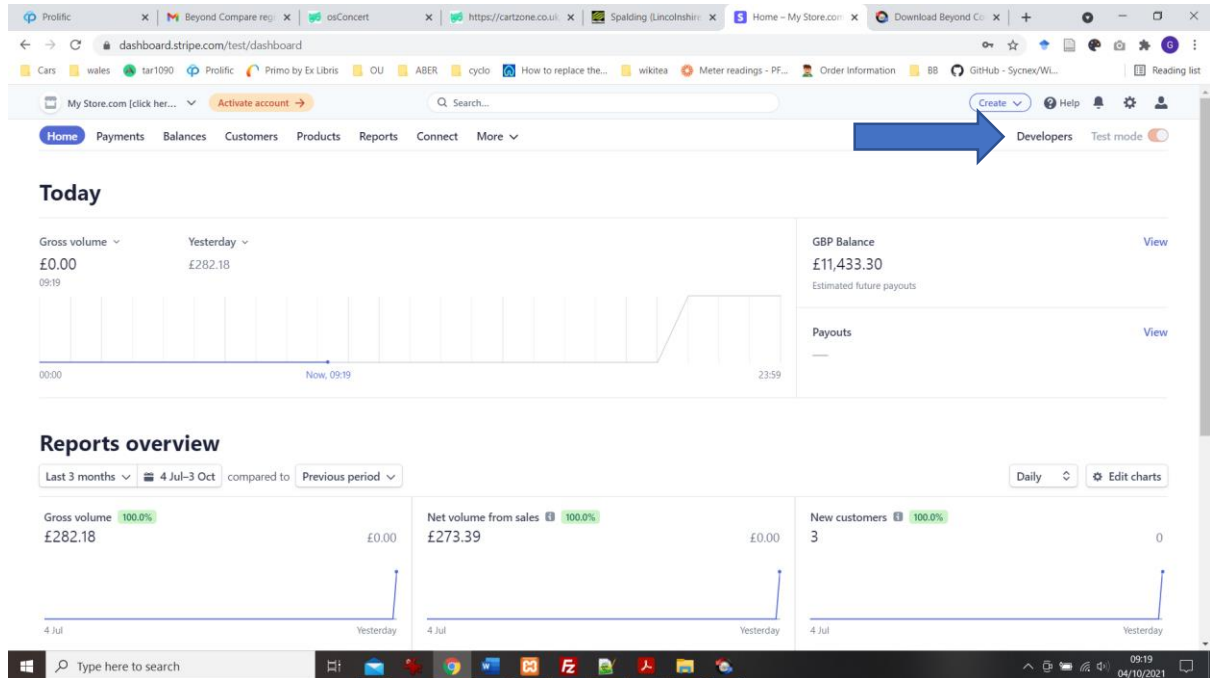 Prolific
Beyond Compare reg
osConcert
https://cartzone.co.uk
Spalding (Lincolnshire
Home – My Store.com
Download Beyond Co
dashboard.stripe.com/test/dashboard
Cars
wales
tar1090
Prolific
Primo by Ex Libris
OU
ABER
cyclo
How to replace the...
wikitea
Meter readings - PF...
Order Information
BB
GitHub - Sycnex/Wi...
Reading list
My Store.com [click her...
Activate account →
Search...
Create
Help
Home Payments Balances Customers Products Reports Connect More
Developers Test mode
Today
Gross volume Yesterday
£0.00 £282.18
09:19
00:00 Now, 09:19 23:59
GBP Balance View
£11,433.30
Estimated future payouts
Payouts View
—
Reports overview
Last 3 months 4 Jul–3 Oct compared to Previous period
Daily Edit charts
Gross volume 100.0%
£282.18 £0.00
4 Jul Yesterday
Net volume from sales 100.0%
£273.39 £0.00
4 Jul Yesterday
New customers 100.0%
3 0
4 Jul Yesterday
Type here to search
09:19
04/10/2021